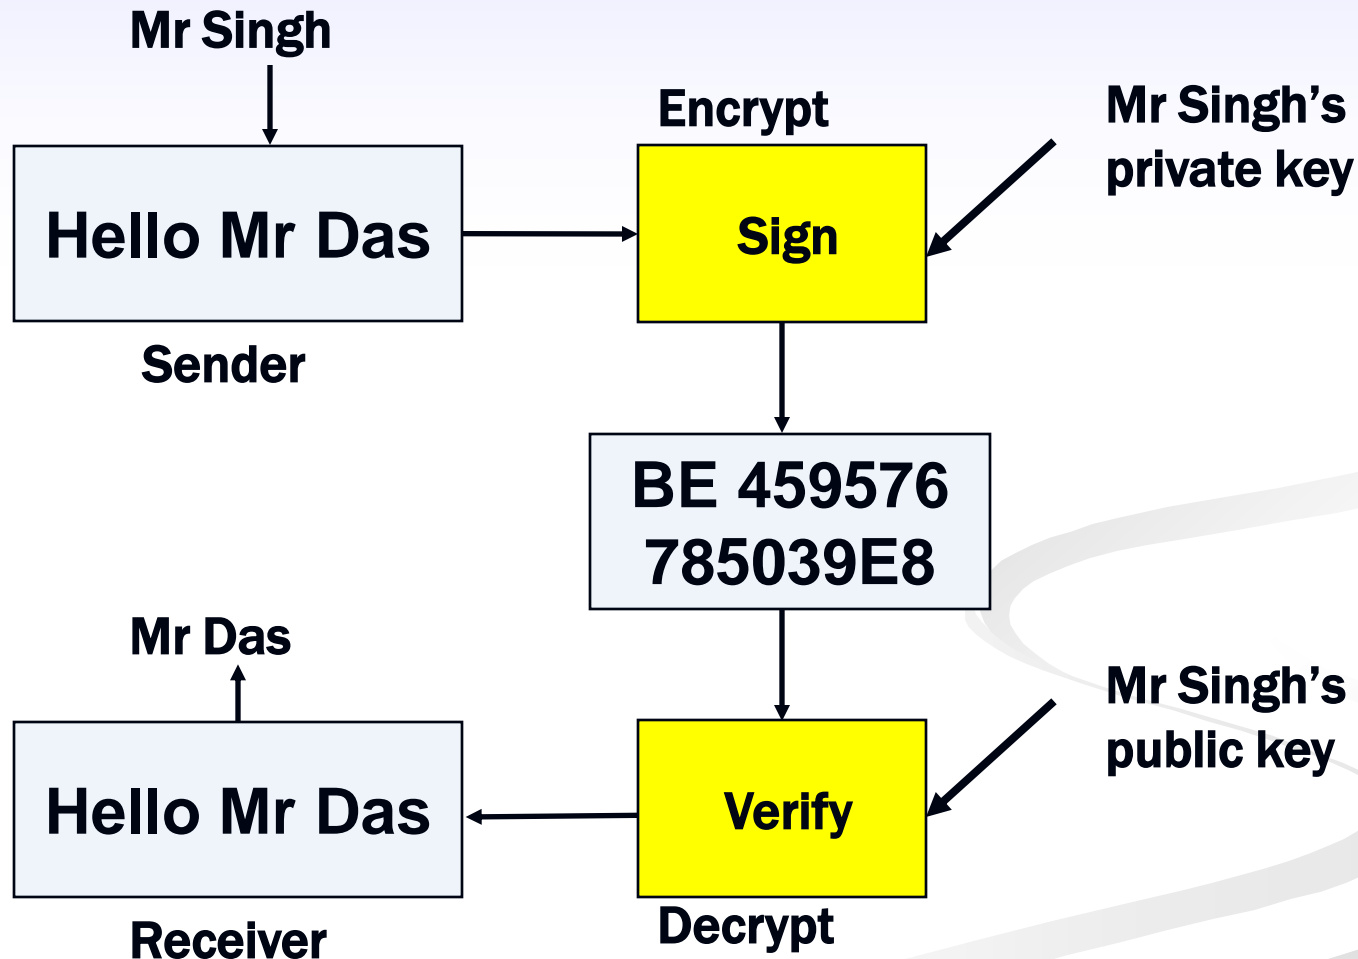 Mr Singh
Encrypt
Mr Singh’s
private key
Hello Mr Das
Sign
Sender
BE 459576
785039E8
Mr Das
Mr Singh’s
public key
Hello Mr Das
Verify
Receiver
Decrypt